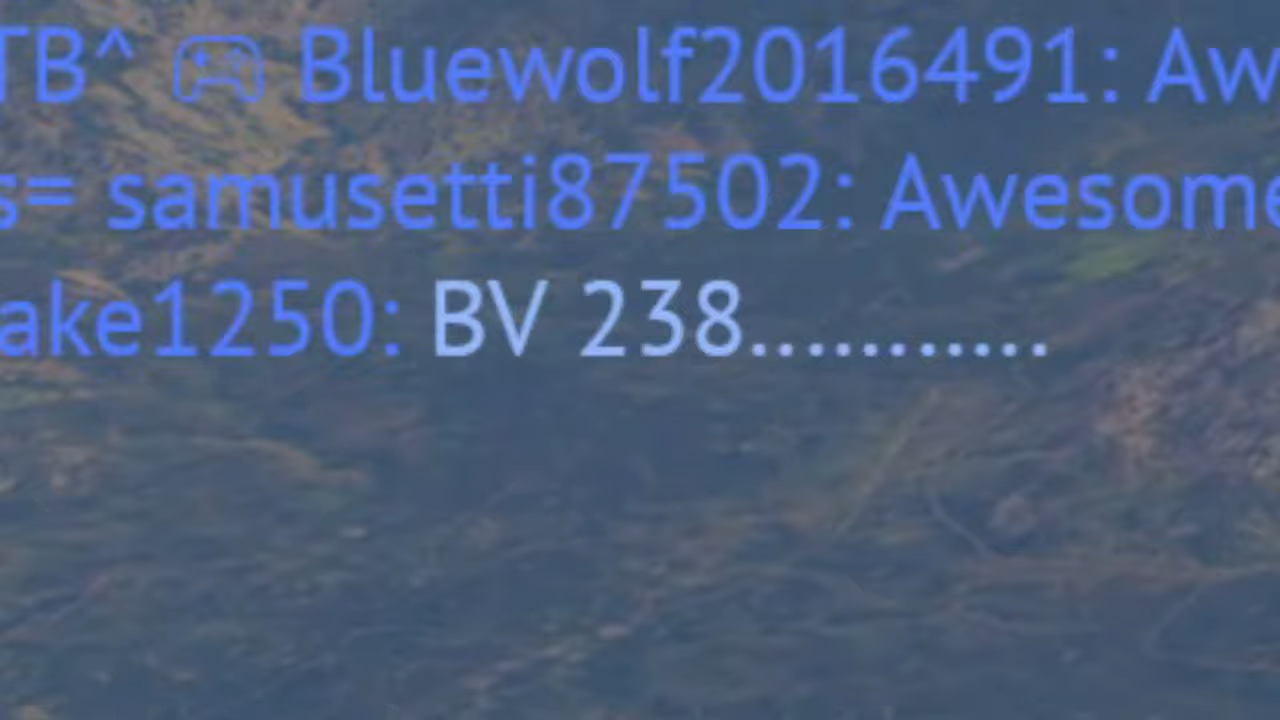 TB^ 🎮 Bluewolf2016491: Aw
s= samusetti87502: Awesome
ake1250: BV 238...........